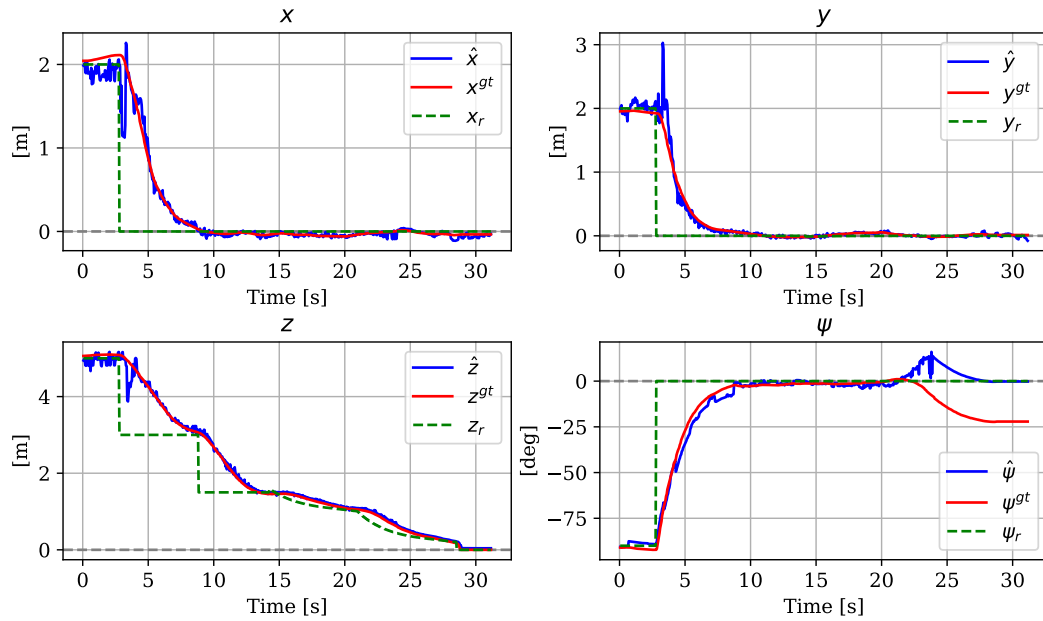 x
2
1
0
[m]
x̂
x^{gt}
x_r
0 5 10 15 20 25 30
Time [s]
y
3
2
1
0
[m]
ŷ
y^{gt}
y_r
0 5 10 15 20 25 30
Time [s]
z
4
2
0
[m]
ẑ
z^{gt}
z_r
0 5 10 15 20 25 30
Time [s]
ψ
0
−25
−50
−75
[deg]
ψ̂
ψ^{gt}
ψ_r
0 5 10 15 20 25 30
Time [s]